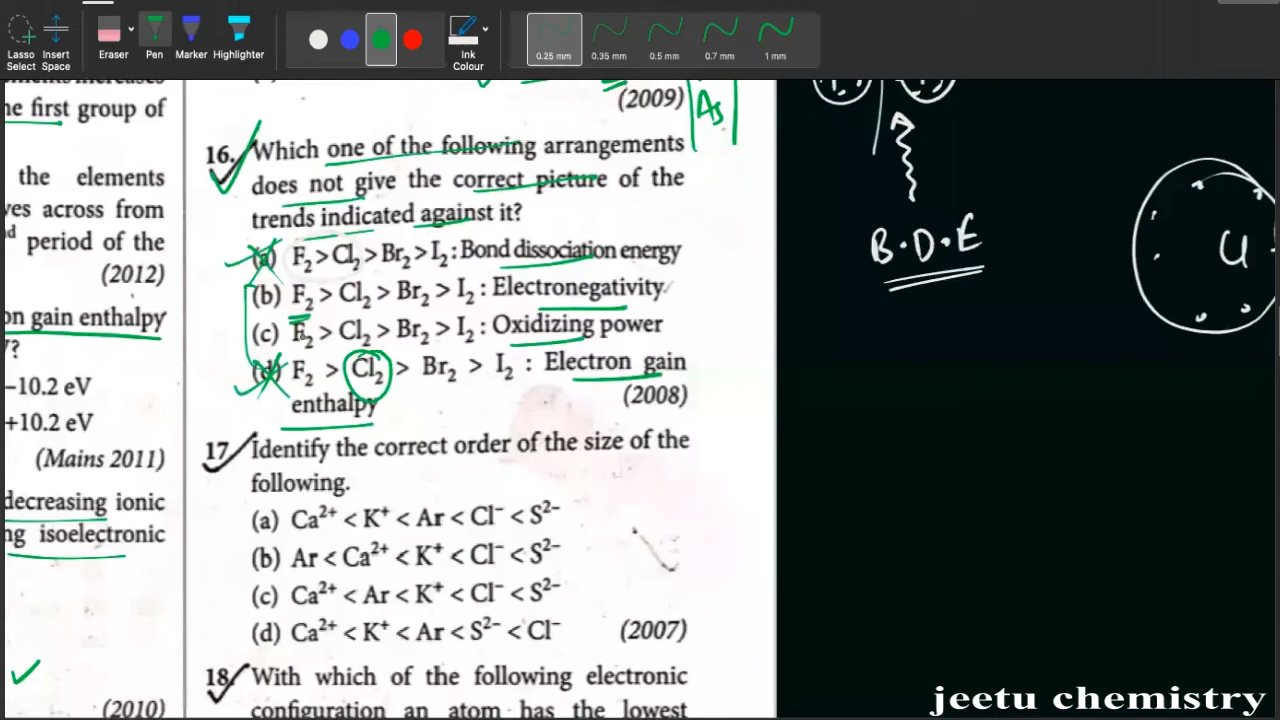 Lasso Select
Insert Space
Eraser
Pen
Marker
Highlighter
Ink Colour
0.25 mm
0.35 mm
0.5 mm
0.7 mm
1 mm
he first group of
the elements
ves across from
nd period of the
(2012)
on gain enthalpy
V?
–10.2 eV
+10.2 eV
(Mains 2011)
decreasing ionic
ng isoelectronic
(2010)
(2009)
As
16. Which one of the following arrangements
does not give the correct picture of the
trends indicated against it?
(a) F2 > Cl2 > Br2 > I2 : Bond dissociation energy
(b) F2 > Cl2 > Br2 > I2 : Electronegativity
(c) F2 > Cl2 > Br2 > I2 : Oxidizing power
(d) F2 > Cl2 > Br2 > I2 : Electron gain
enthalpy (2008)
17. Identify the correct order of the size of the
following.
(a) Ca²⁺ < K⁺ < Ar < Cl⁻ < S²⁻
(b) Ar < Ca²⁺ < K⁺ < Cl⁻ < S²⁻
(c) Ca²⁺ < Ar < K⁺ < Cl⁻ < S²⁻
(d) Ca²⁺ < K⁺ < Ar < S²⁻ < Cl⁻ (2007)
18. With which of the following electronic
configuration an atom has the lowest
B.D.E
Cl
jeetu chemistry